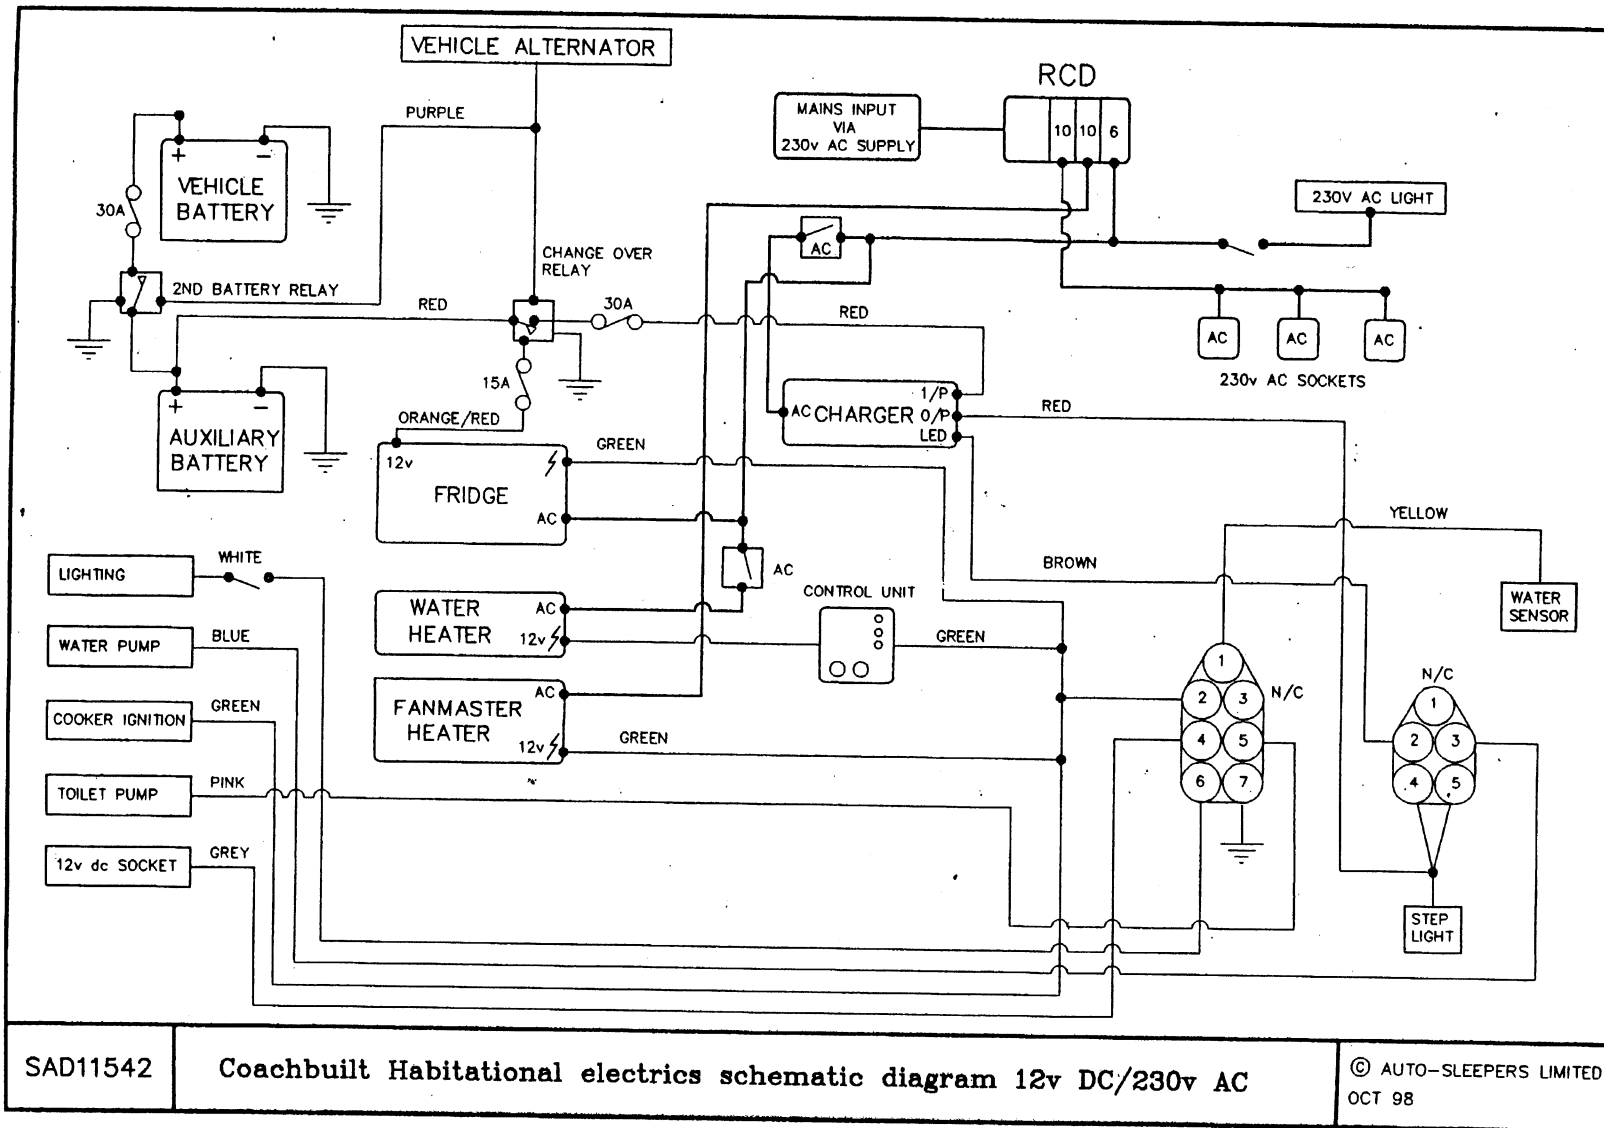 VEHICLE ALTERNATOR
RCD
MAINS INPUT
VIA
230v AC SUPPLY
10 10 6
PURPLE
+ −
VEHICLE
BATTERY
30A
230V AC LIGHT
AC
CHANGE OVER
RELAY
2ND BATTERY RELAY
RED
30A
RED
AC AC AC
230v AC SOCKETS
15A
1/P
AC CHARGER 0/P
LED
RED
+ −
AUXILIARY
BATTERY
ORANGE/RED
12v
FRIDGE
AC
GREEN
YELLOW
BROWN
WATER
SENSOR
LIGHTING
WHITE
AC
CONTROL UNIT
WATER
HEATER
AC
12v
GREEN
WATER PUMP
BLUE
FANMASTER
HEATER
AC
12v
GREEN
COOKER IGNITION
GREEN
1
2 3
N/C
4 5
6 7
N/C
1
2 3
4 5
TOILET PUMP
PINK
12v dc SOCKET
GREY
STEP
LIGHT
SAD11542
Coachbuilt Habitational electrics schematic diagram 12v DC/230v AC
© AUTO-SLEEPERS LIMITED
OCT 98